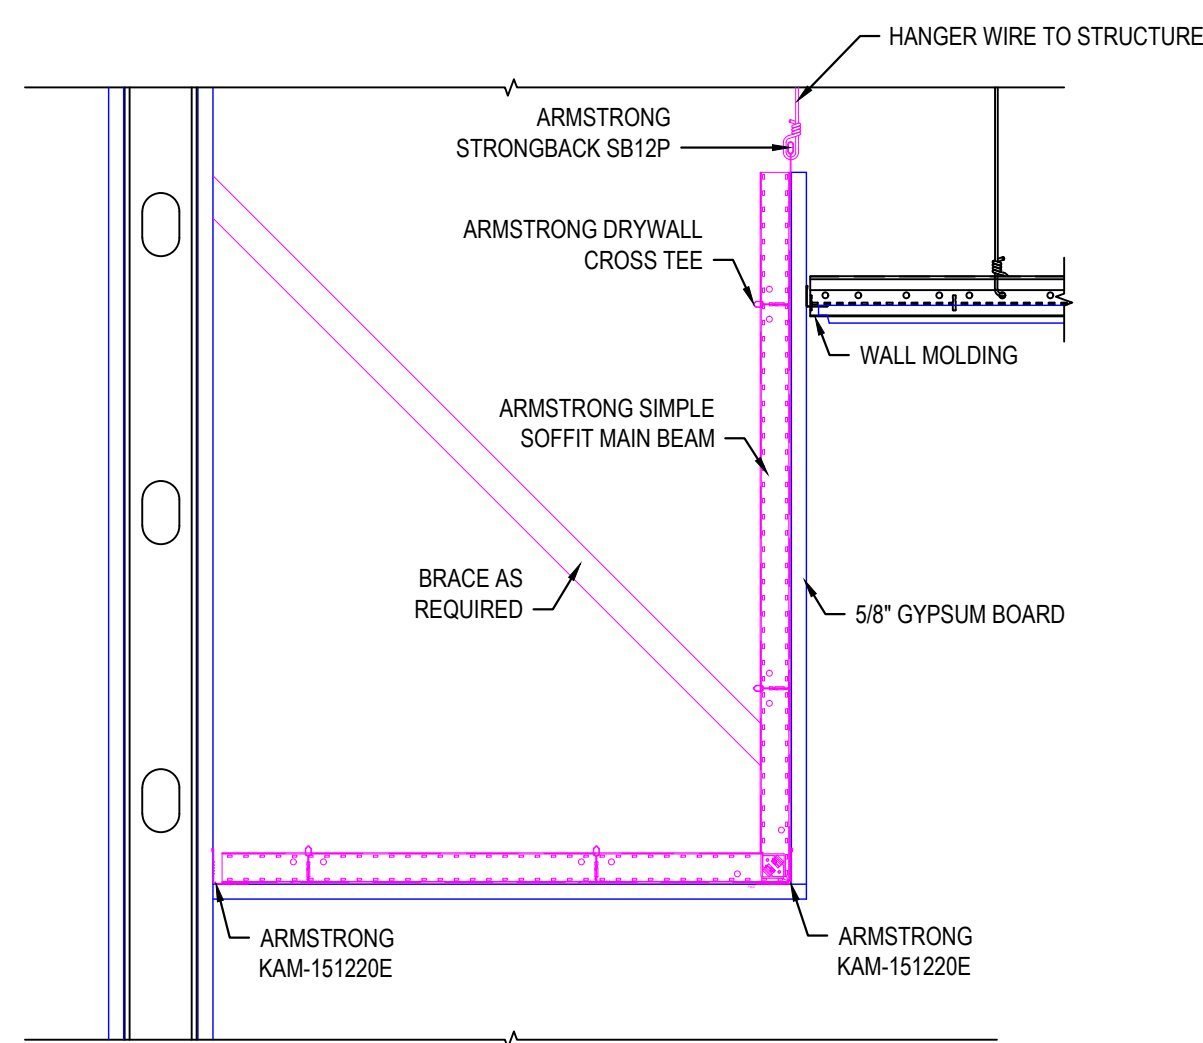 HANGER WIRE TO STRUCTURE
ARMSTRONG
STRONGBACK SB12P
ARMSTRONG DRYWALL
CROSS TEE
WALL MOLDING
ARMSTRONG SIMPLE
SOFFIT MAIN BEAM
BRACE AS
REQUIRED
5/8" GYPSUM BOARD
ARMSTRONG
KAM-151220E
ARMSTRONG
KAM-151220E